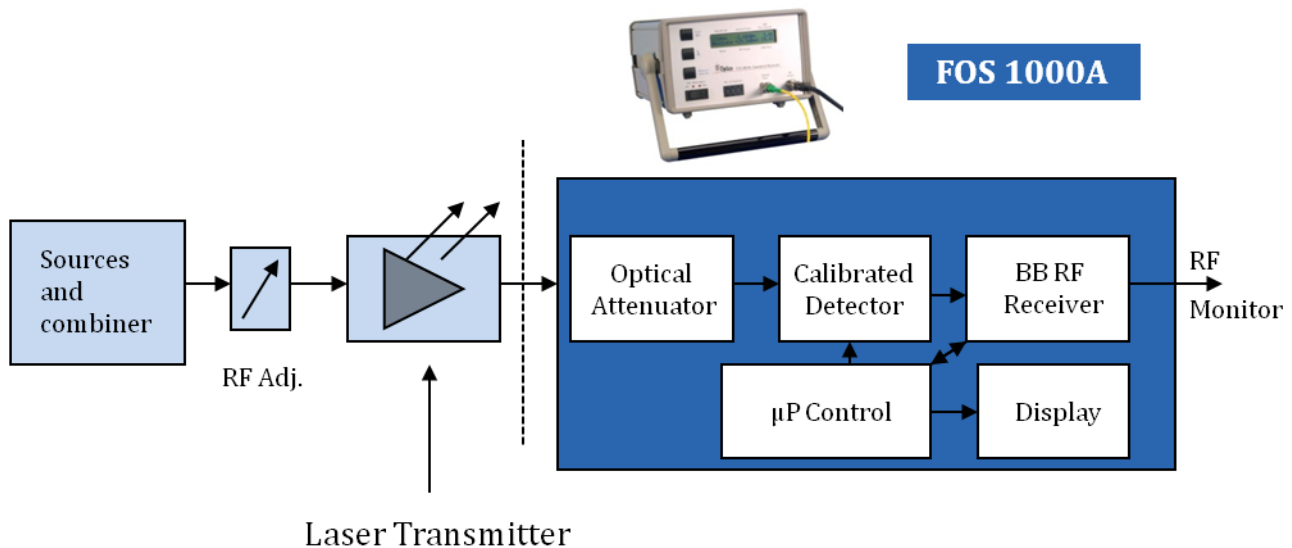 FOS 1000A
Sources
and
combiner
RF Adj.
Optical
Attenuator
Calibrated
Detector
BB RF
Receiver
RF
Monitor
µP Control
Display
Laser Transmitter